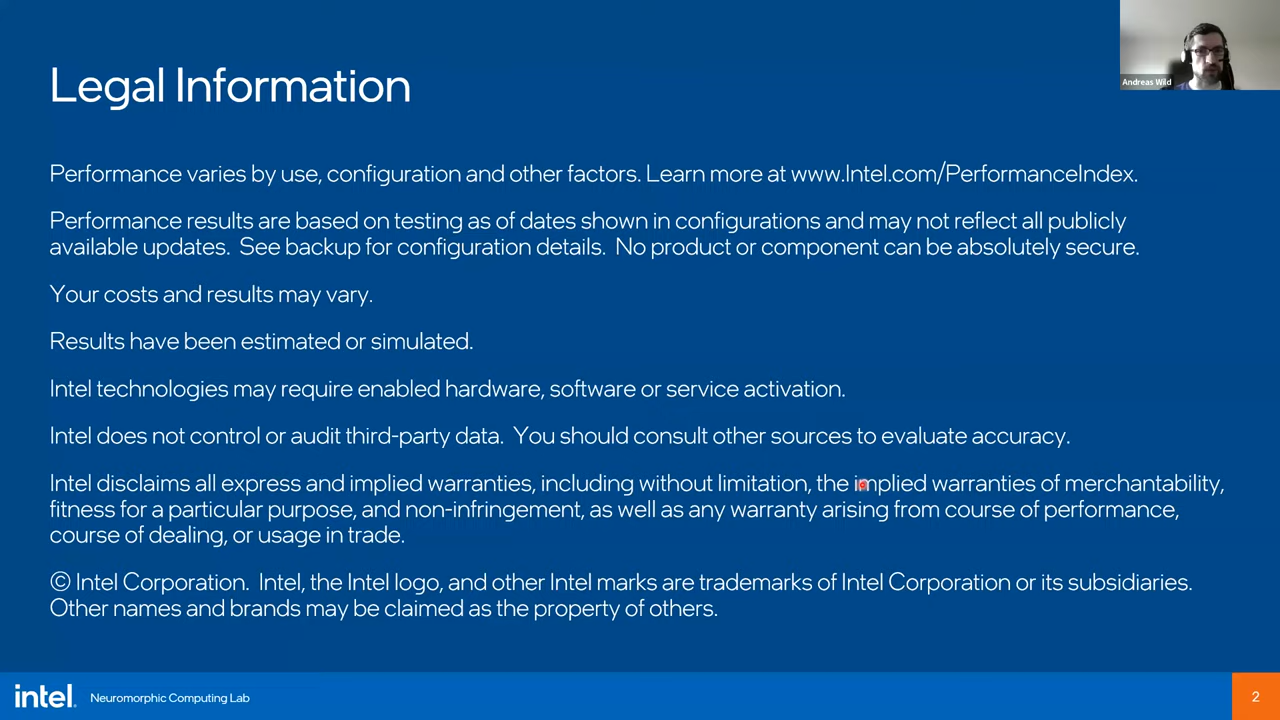 Andreas Wild
Legal Information
Performance varies by use, configuration and other factors. Learn more at www.Intel.com/PerformanceIndex.
Performance results are based on testing as of dates shown in configurations and may not reflect all publicly
available updates.  See backup for configuration details.  No product or component can be absolutely secure.
Your costs and results may vary.
Results have been estimated or simulated.
Intel technologies may require enabled hardware, software or service activation.
Intel does not control or audit third-party data.  You should consult other sources to evaluate accuracy.
Intel disclaims all express and implied warranties, including without limitation, the implied warranties of merchantability,
fitness for a particular purpose, and non-infringement, as well as any warranty arising from course of performance,
course of dealing, or usage in trade.
© Intel Corporation.  Intel, the Intel logo, and other Intel marks are trademarks of Intel Corporation or its subsidiaries.
Other names and brands may be claimed as the property of others.
intel.
Neuromorphic Computing Lab
2